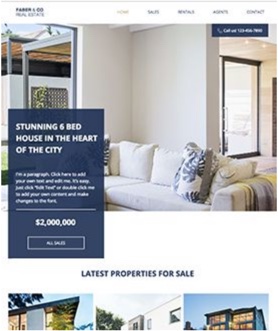 FABER & CO
REAL ESTATE
HOME
SALES
RENTALS
AGENTS
CONTACT
Call us! 123-456-7890
STUNNING 6 BED
HOUSE IN THE HEART
OF THE CITY
I'm a paragraph. Click here to add
your own text and edit me. It's easy.
Just click "Edit Text" or double click me
to add your own content and make
changes to the font.
$2,000,000
ALL SALES
LATEST PROPERTIES FOR SALE